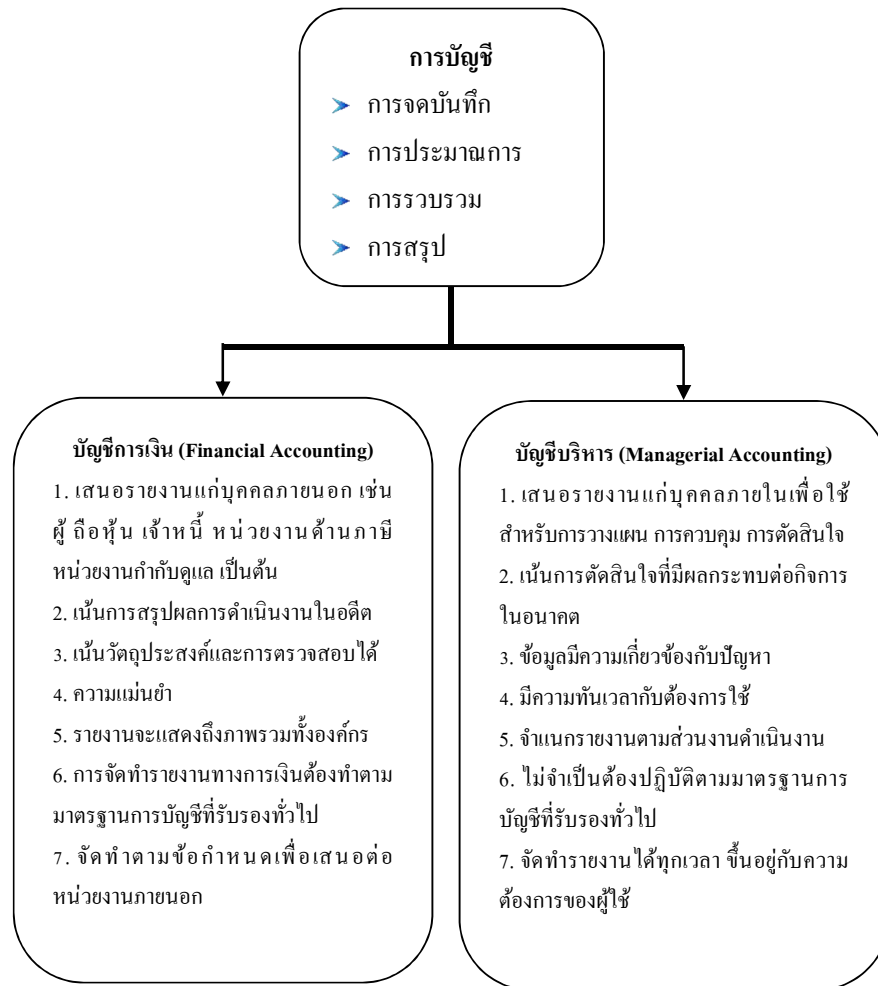 การบัญชี
การจดบันทึก
การประมาณการ
การรวบรวม
การสรุป
บัญชีการเงิน (Financial Accounting)
1. เสนอรายงานแก่บุคคลภายนอก เช่น
ผู้ ถือหุ้น เจ้าหนี้ หน่วยงานด้านภาษี
หน่วยงานกำกับดูแล เป็นต้น
2. เน้นการสรุปผลการดำเนินงานในอดีต
3. เน้นวัตถุประสงค์และการตรวจสอบได้
4. ความแม่นยำ
5. รายงานจะแสดงถึงภาพรวมทั้งองค์กร
6. การจัดทำรายงานทางการเงินต้องทำตาม
มาตรฐานการบัญชีที่รับรองทั่วไป
7. จัดทำตามข้อกำหนดเพื่อเสนอต่อ
หน่วยงานภายนอก
บัญชีบริหาร (Managerial Accounting)
1. เสนอรายงานแก่บุคคลภายในเพื่อใช้
สำหรับการวางแผน การควบคุม การตัดสินใจ
2. เน้นการตัดสินใจที่มีผลกระทบต่อกิจการ
ในอนาคต
3. ข้อมูลมีความเกี่ยวข้องกับปัญหา
4. มีความทันเวลากับต้องการใช้
5. จำแนกรายงานตามส่วนงานดำเนินงาน
6. ไม่จำเป็นต้องปฏิบัติตามมาตรฐานการ
บัญชีที่รับรองทั่วไป
7. จัดทำรายงานได้ทุกเวลา ขึ้นอยู่กับความ
ต้องการของผู้ใช้